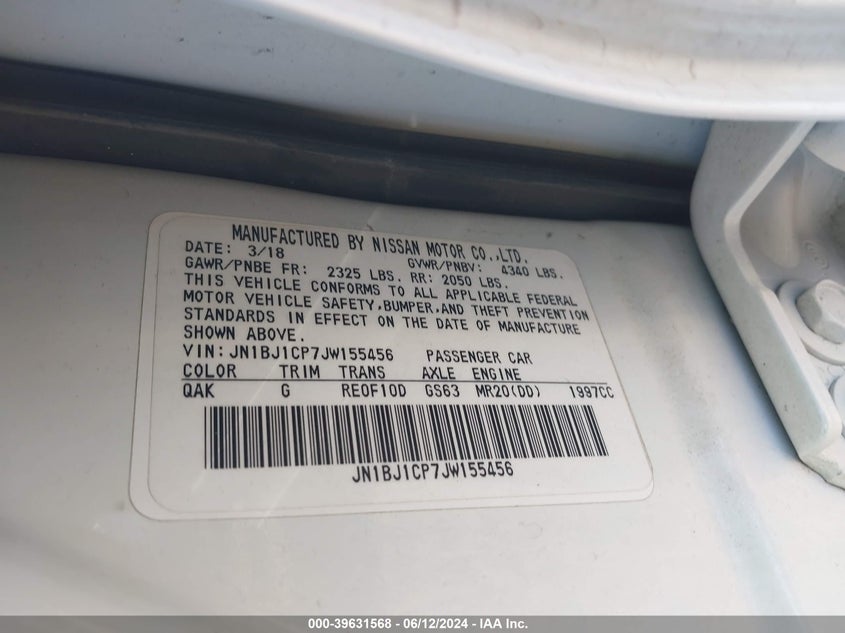 MANUFACTURED BY NISSAN MOTOR CO.,LTD.
DATE: 3/18 GVWR/PNBV: 4340 LBS.
GAWR/PNBE FR: 2325 LBS. RR: 2050 LBS.
THIS VEHICLE CONFORMS TO ALL APPLICABLE FEDERAL
MOTOR VEHICLE SAFETY,BUMPER,AND THEFT PREVENTION
STANDARDS IN EFFECT ON THE DATE OF MANUFACTURE
SHOWN ABOVE.
VIN:JN1BJ1CP7JW155456 PASSENGER CAR
COLOR TRIM TRANS AXLE ENGINE
QAK G RE0F10D GS63 MR20(DD) 1997CC
JN1BJ1CP7JW155456
000-39631568 - 06/12/2024 - IAA Inc.